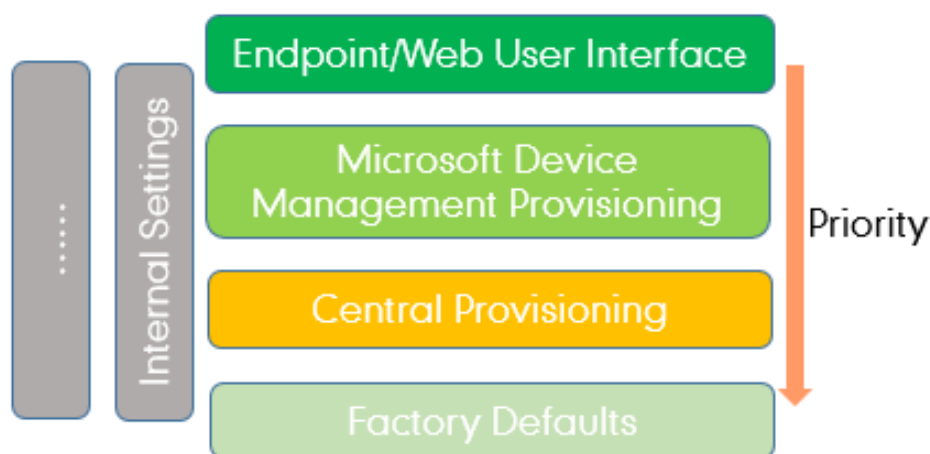 Endpoint/Web User Interface
Microsoft Device
Management Provisioning
Central Provisioning
Factory Defaults
Internal Settings
......
Priority